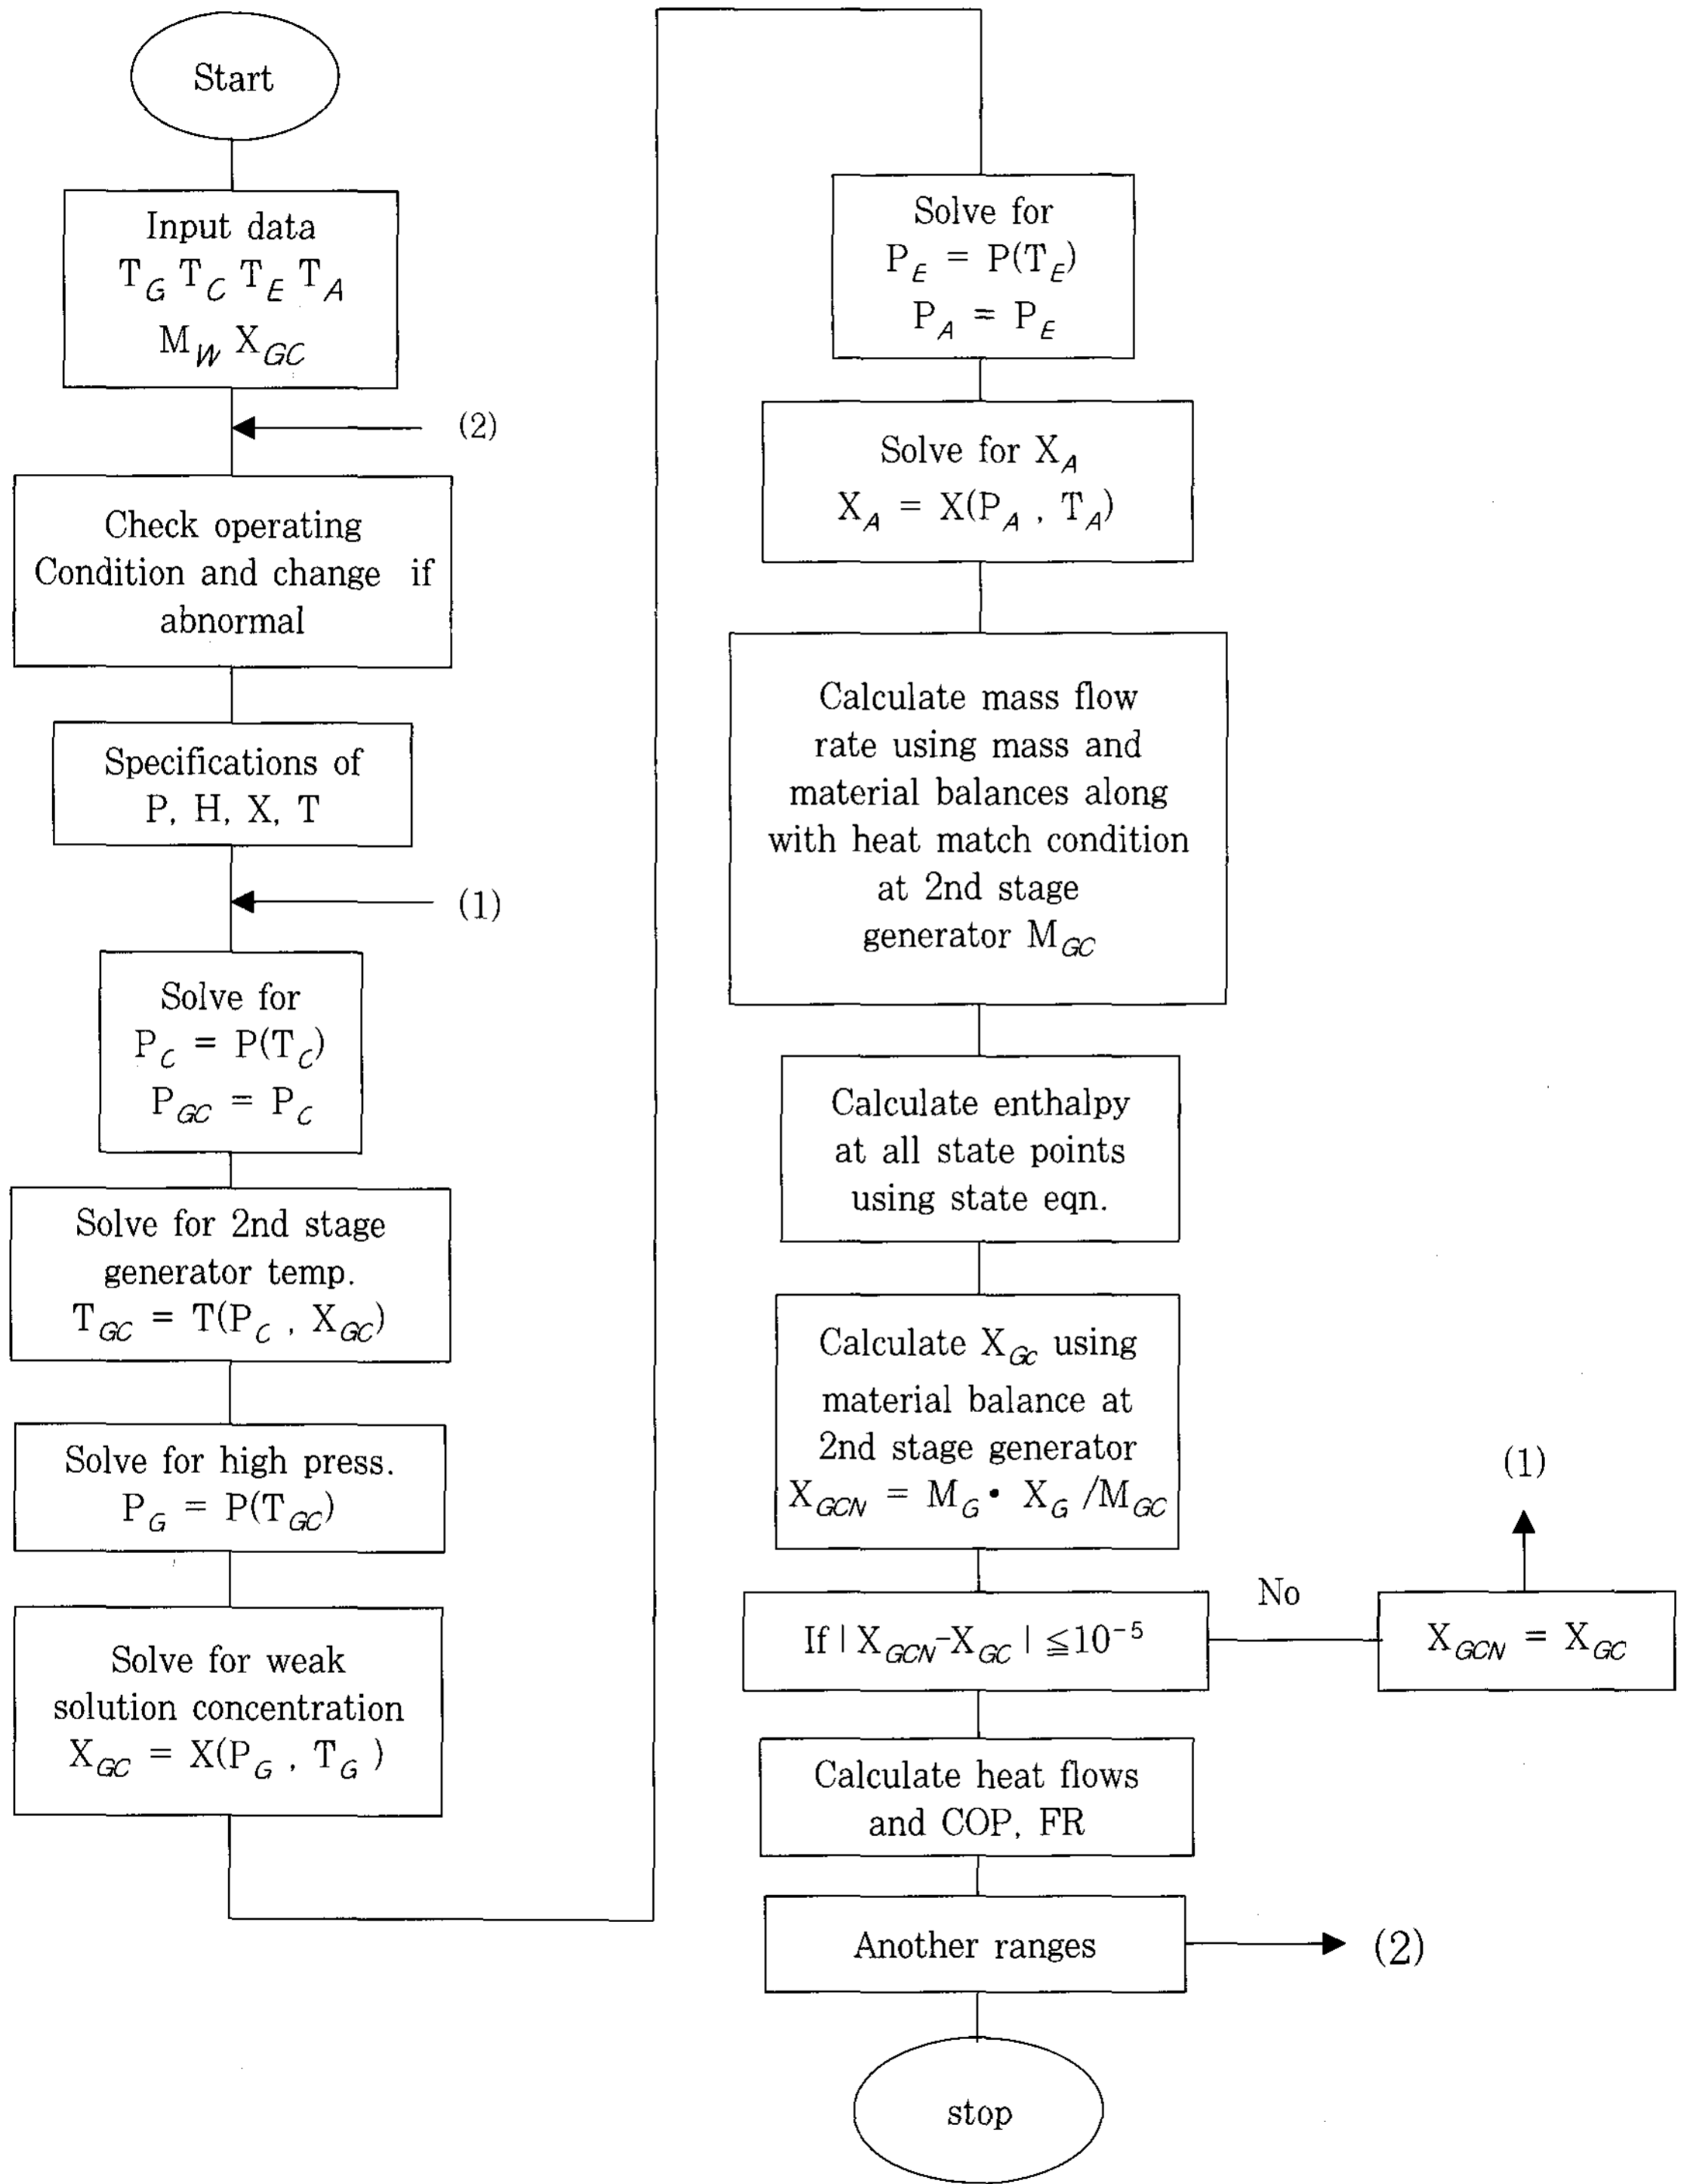 Start
Input data
T_G T_C T_E T_A
M_W X_GC
(2)
Check operating
Condition and change if
abnormal
Specifications of
P, H, X, T
(1)
Solve for
P_C = P(T_C)
P_GC = P_C
Solve for 2nd stage
generator temp.
T_GC = T(P_C , X_GC)
Solve for high press.
P_G = P(T_GC)
Solve for weak
solution concentration
X_GC = X(P_G , T_G )
Solve for
P_E = P(T_E)
P_A = P_E
Solve for X_A
X_A = X(P_A , T_A)
Calculate mass flow
rate using mass and
material balances along
with heat match condition
at 2nd stage
generator M_GC
Calculate enthalpy
at all state points
using state eqn.
Calculate X_Gc using
material balance at
2nd stage generator
X_GCN = M_G• X_G /M_GC
If | X_GCN-X_GC | ≦10⁻⁵
No
X_GCN = X_GC
(1)
Calculate heat flows
and COP, FR
Another ranges
(2)
stop